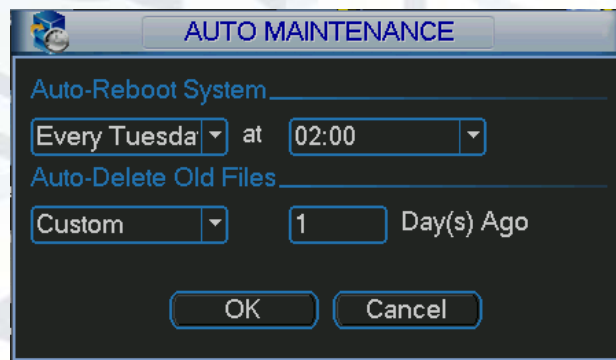 AUTO MAINTENANCE
Auto-Reboot System
Every Tuesda at 02:00
Auto-Delete Old Files
Custom 1 Day(s) Ago
OK Cancel